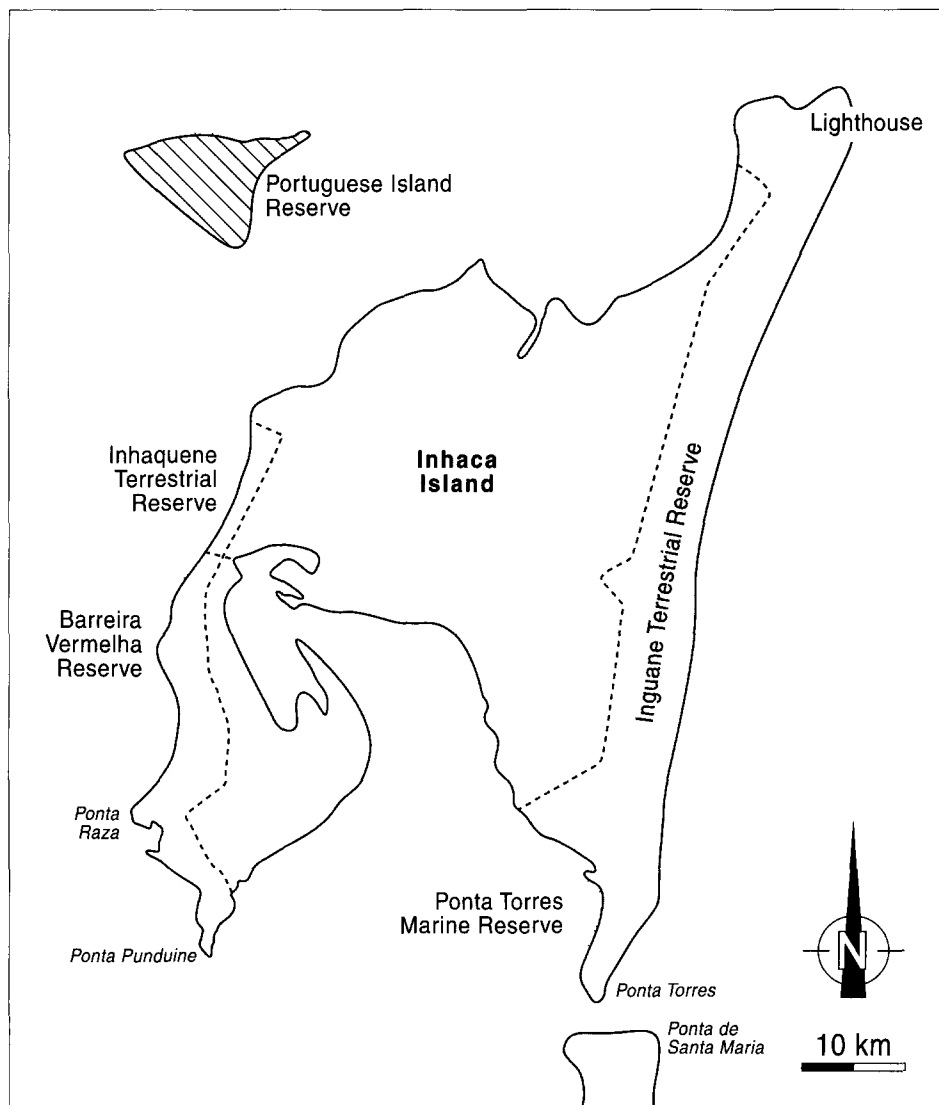 Lighthouse
Portuguese Island
Reserve
Inhaquene
Terrestrial
Reserve
Inhaca
Island
Inguane Terrestrial Reserve
Barreira
Vermelha
Reserve
Ponta
Raza
Ponta Torres
Marine Reserve
Ponta Punduine
N
Ponta Torres
Ponta de
Santa Maria
10 km